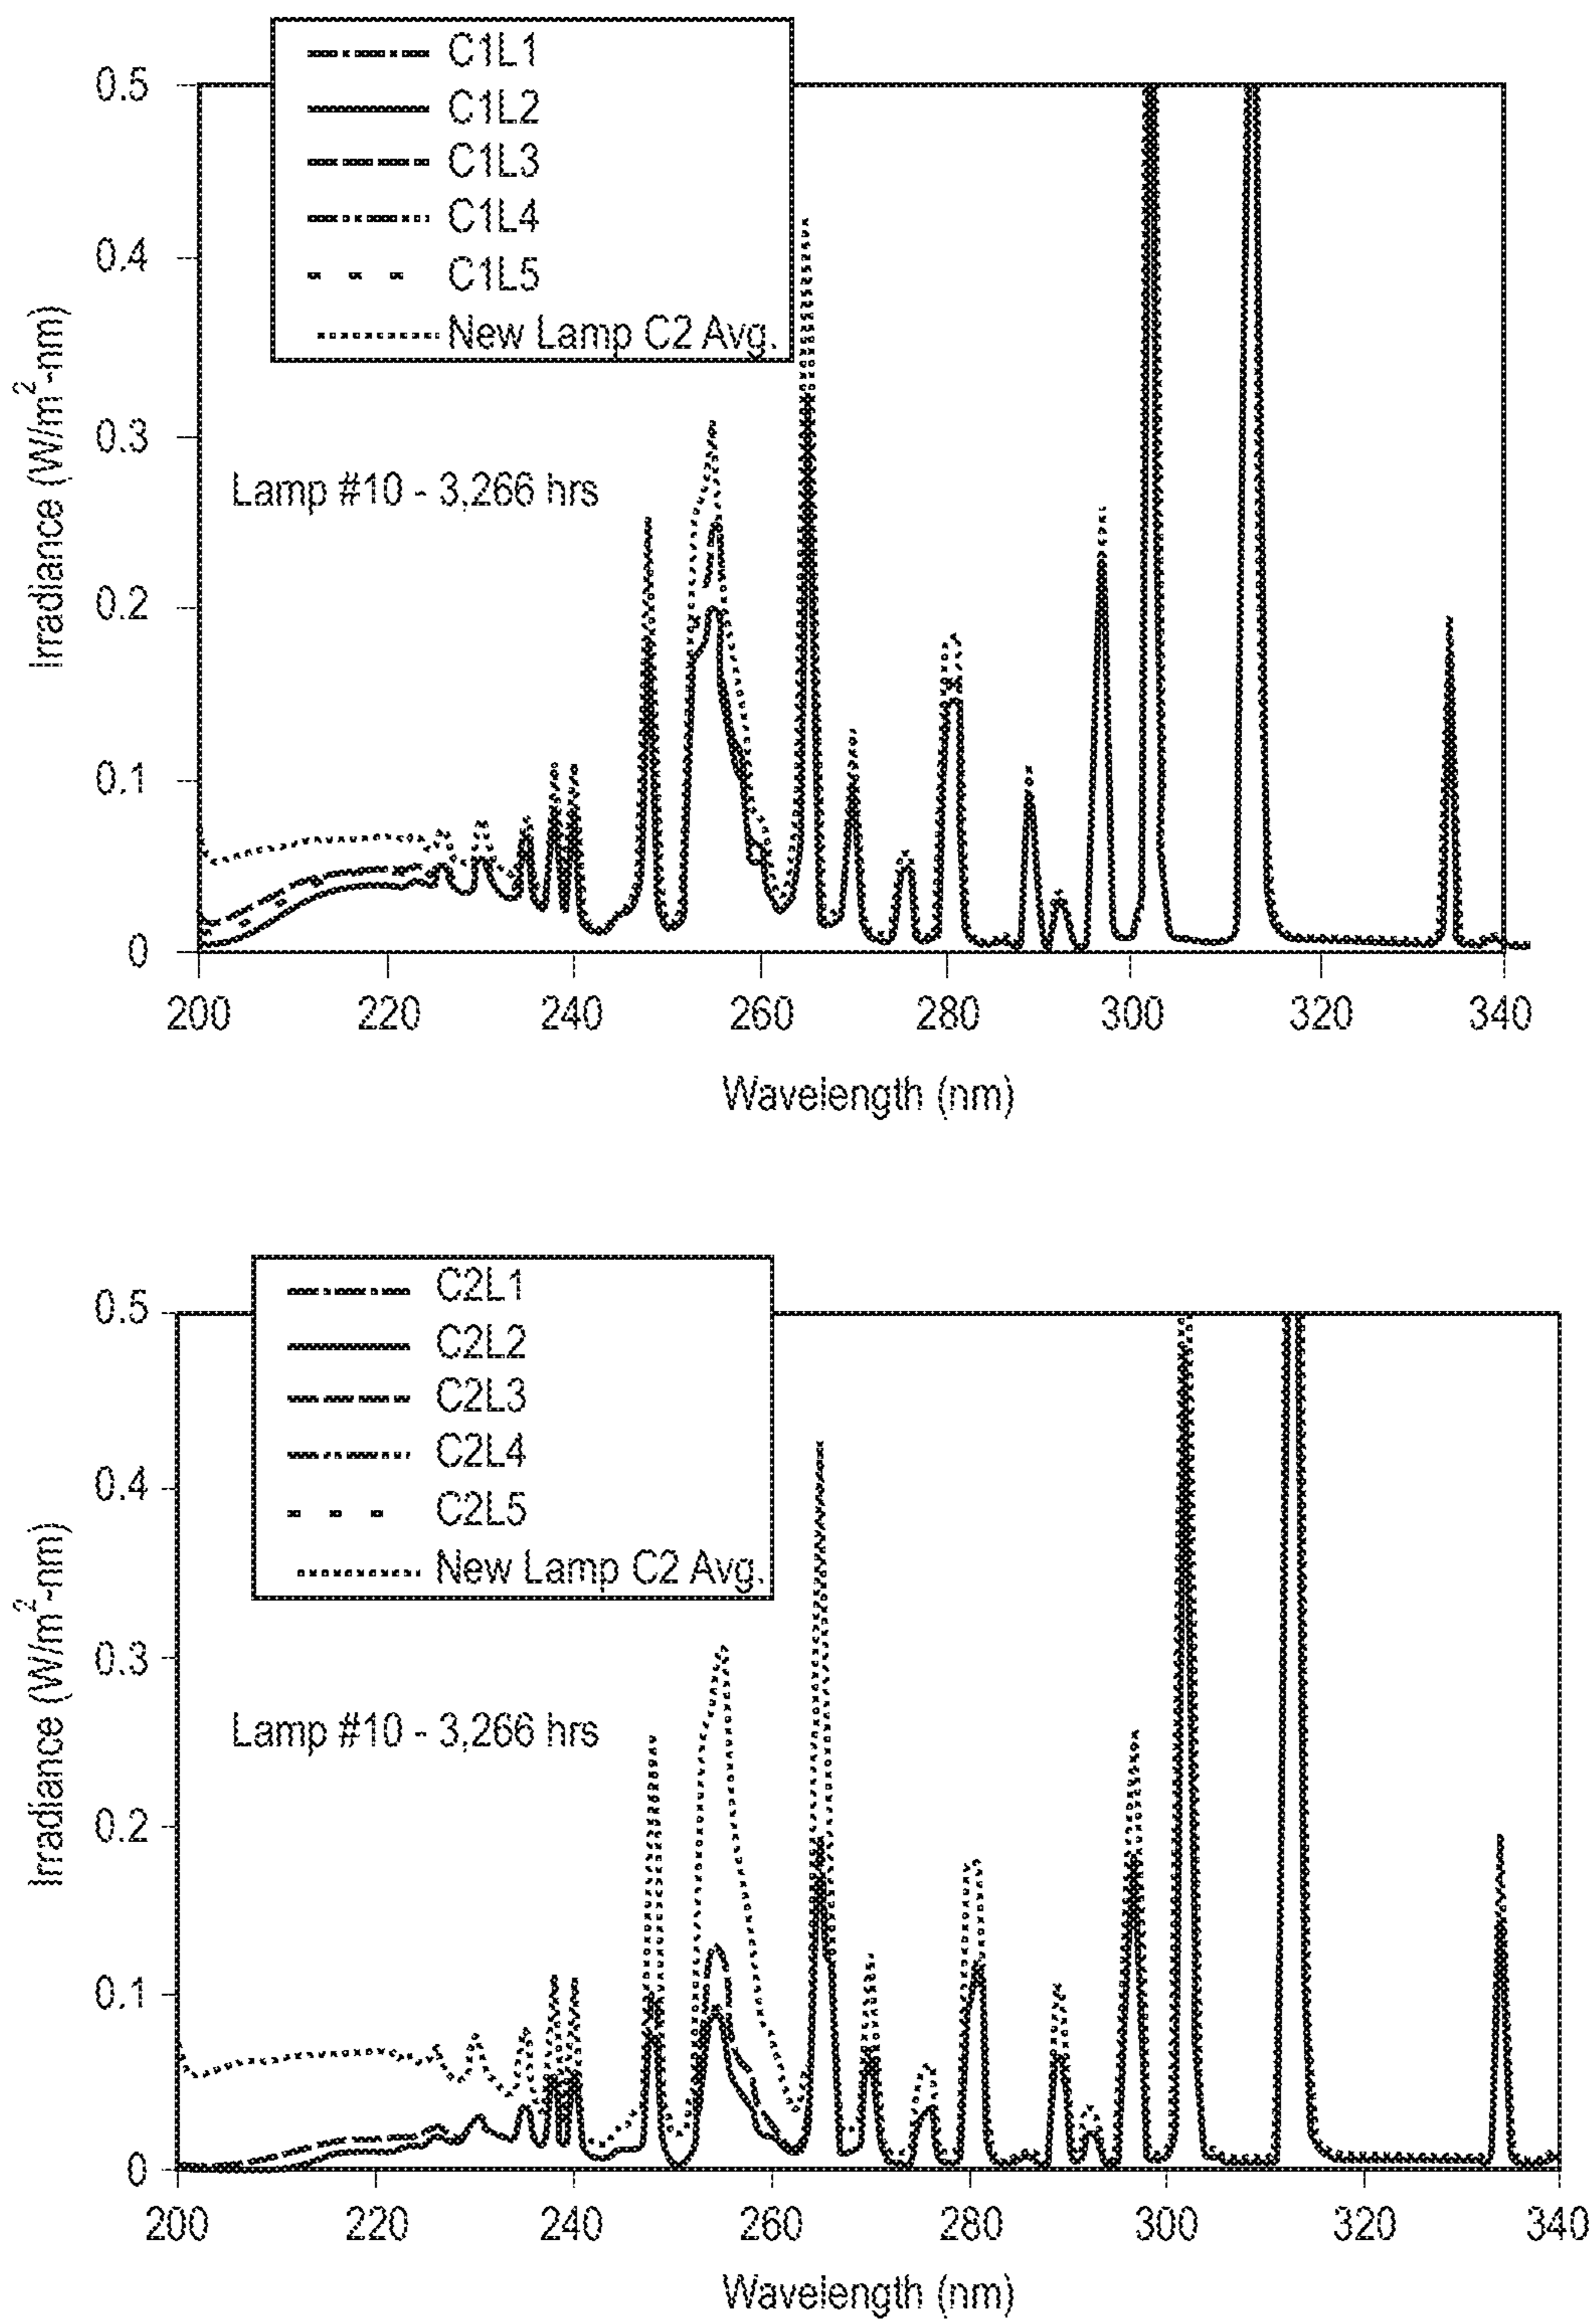 C1L1
C1L2
C1L3
C1L4
C1L5
New Lamp C2 Avg.
0.5
0.4
0.3
0.2
0.1
0
Irradiance (W/m²-nm)
Lamp #10 - 3,266 hrs
200 220 240 260 280 300 320 340
Wavelength (nm)
C2L1
C2L2
C2L3
C2L4
C2L5
New Lamp C2 Avg.
0.5
0.4
0.3
0.2
0.1
0
Irradiance (W/m²-nm)
Lamp #10 - 3,266 hrs
200 220 240 260 280 300 320 340
Wavelength (nm)